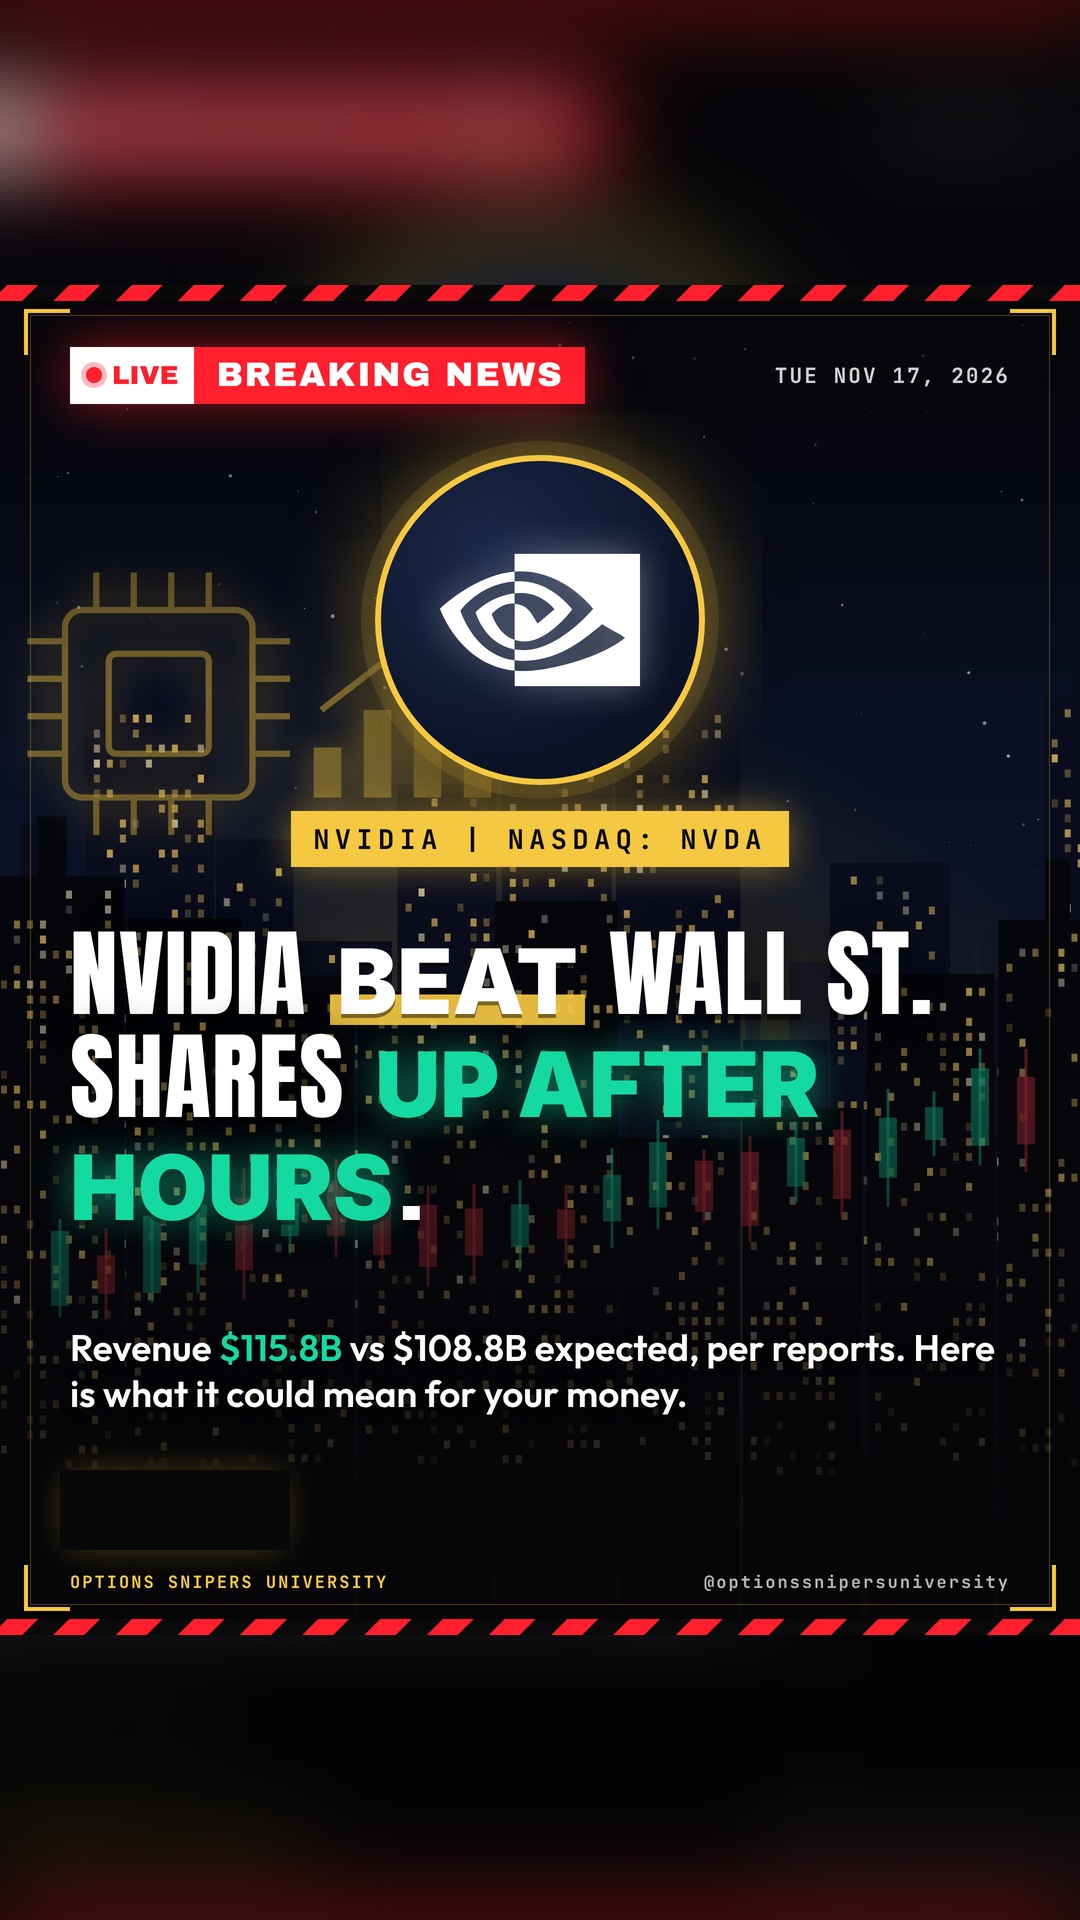 LIVE BREAKING NEWS
TUE NOV 17, 2026
NVIDIA | NASDAQ: NVDA
NVIDIA BEAT WALL ST.
SHARES UP AFTER
HOURS.
Revenue $115.8B vs $108.8B expected, per reports. Here
is what it could mean for your money.
OPTIONS SNIPERS UNIVERSITY
@optionssnipersuniversity